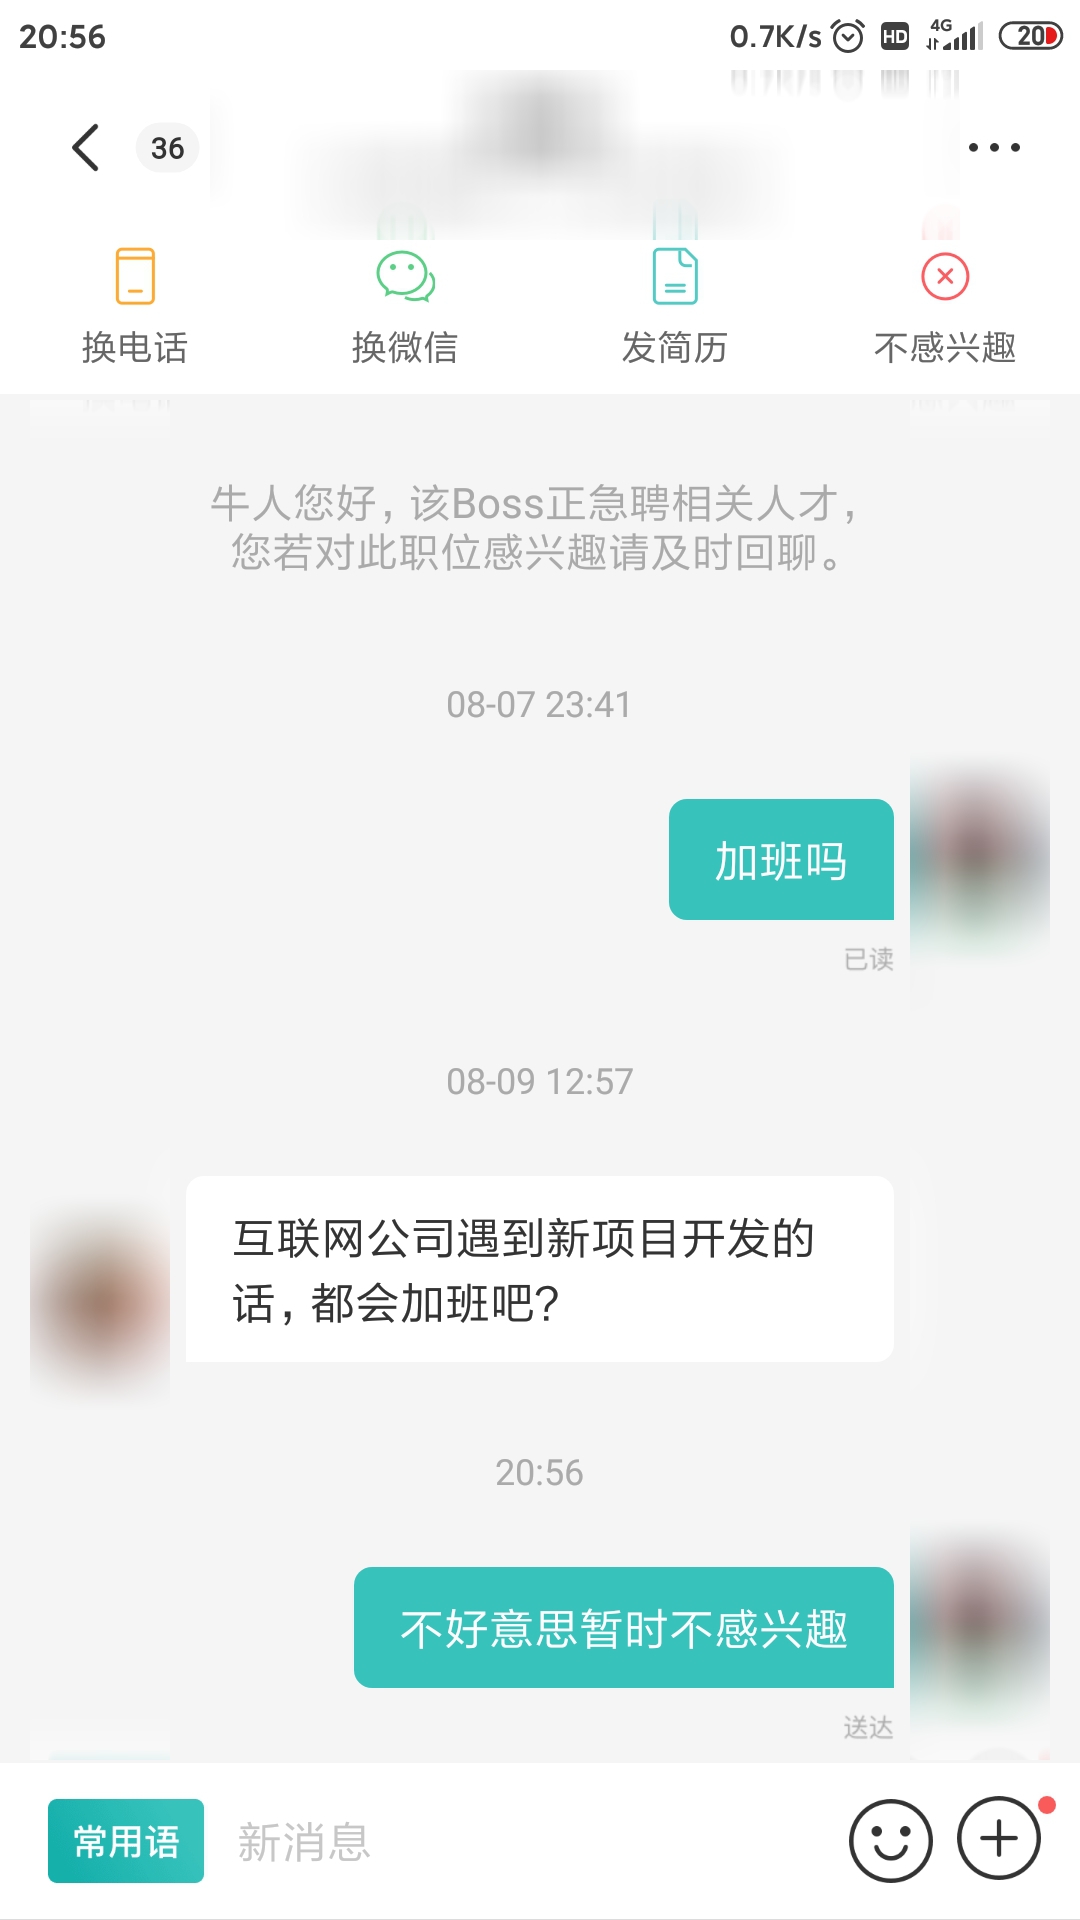 20:56
0.7K/s HD 4G 20
36
换电话 换微信 发简历 不感兴趣
牛人您好，该Boss正急聘相关人才，
您若对此职位感兴趣请及时回聊。
08-07 23:41
加班吗
已读
08-09 12:57
互联网公司遇到新项目开发的
话，都会加班吧?
20:56
不好意思暂时不感兴趣
送达
常用语 新消息